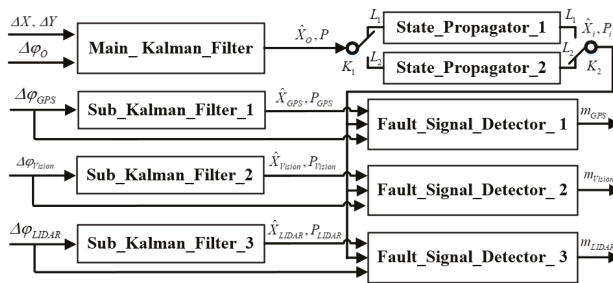 ΔX, ΔY
Δφ_O
Main_ Kalman_Filter
X̂_O, P
K_1
L_1
L_2
State_Propagator_1
State_Propagator_2
L_1
L_2
K_2
X̂_i, P_i
Δφ_GPS
Sub_Kalman_Filter_1
X̂_GPS, P_GPS
Fault_Signal_Detector_ 1
m_GPS
Δφ_Vision
Sub_Kalman_Filter_2
X̂_Vision, P_Vision
Fault_Signal_Detector_ 2
m_Vision
Δφ_LIDAR
Sub_Kalman_Filter_3
X̂_LIDAR, P_LIDAR
Fault_Signal_Detector_ 3
m_LIDAR